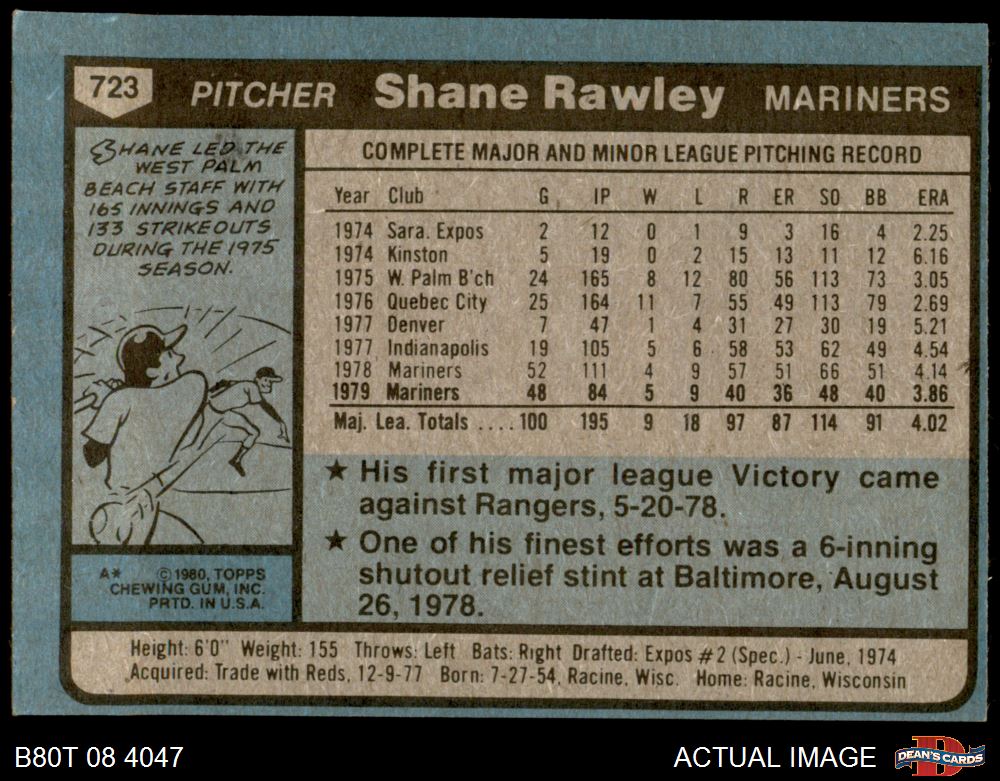 723 PITCHER Shane Rawley MARINERS
SHANE LED THE
WEST PALM
BEACH STAFF WITH
165 INNINGS AND
133 STRIKEOUTS
DURING THE 1975
SEASON.
COMPLETE MAJOR AND MINOR LEAGUE PITCHING RECORD
Year Club G IP W L R ER SO BB ERA
1974 Sara. Expos 2 12 0 1 9 3 16 4 2.25
1974 Kinston 5 19 0 2 15 13 11 12 6.16
1975 W. Palm B'ch 24 165 8 12 80 56 113 73 3.05
1976 Quebec City 25 164 11 7 55 49 113 79 2.69
1977 Denver 7 47 1 4 31 27 30 19 5.21
1977 Indianapolis 19 105 5 6 58 53 62 49 4.54
1978 Mariners 52 111 4 9 57 51 66 51 4.14
1979 Mariners 48 84 5 9 40 36 48 40 3.86
Maj. Lea. Totals ....100 195 9 18 97 87 114 91 4.02
★ His first major league Victory came
against Rangers, 5-20-78.
★ One of his finest efforts was a 6-inning
shutout relief stint at Baltimore, August
26, 1978.
A* © 1980, TOPPS
CHEWING GUM, INC.
PRTD. IN U.S.A.
Height: 6'0" Weight: 155 Throws: Left Bats: Right Drafted: Expos #2 (Spec.) - June, 1974
Acquired: Trade with Reds, 12-9-77 Born: 7-27-54, Racine, Wisc. Home: Racine, Wisconsin
B80T 08 4047
ACTUAL IMAGE
DEAN'S CARDS